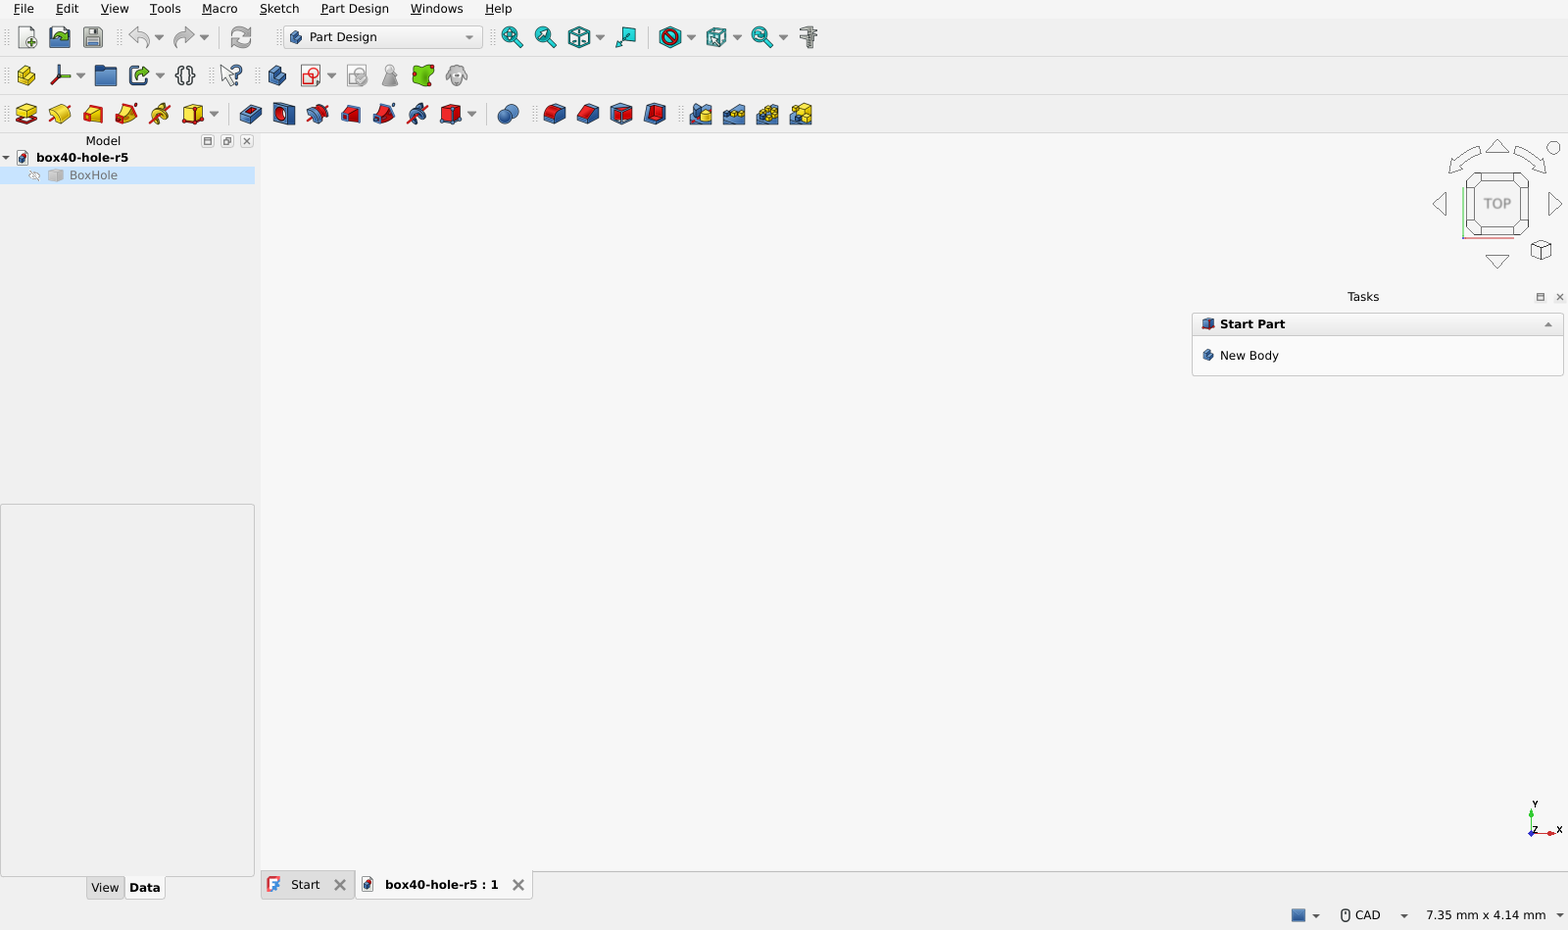 File Edit View Tools Macro Sketch Part Design Windows Help
Part Design
Model
box40-hole-r5
BoxHole
TOP
Tasks
Start Part
New Body
Y
Z X
View Data
Start box40-hole-r5 : 1
CAD 7.35 mm x 4.14 mm